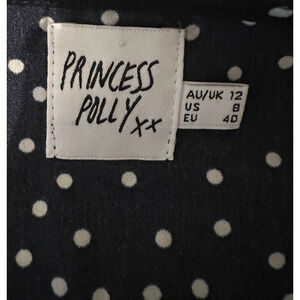 PRINCESS
POLLY xx
AU/UK 12
US 8
EU 40